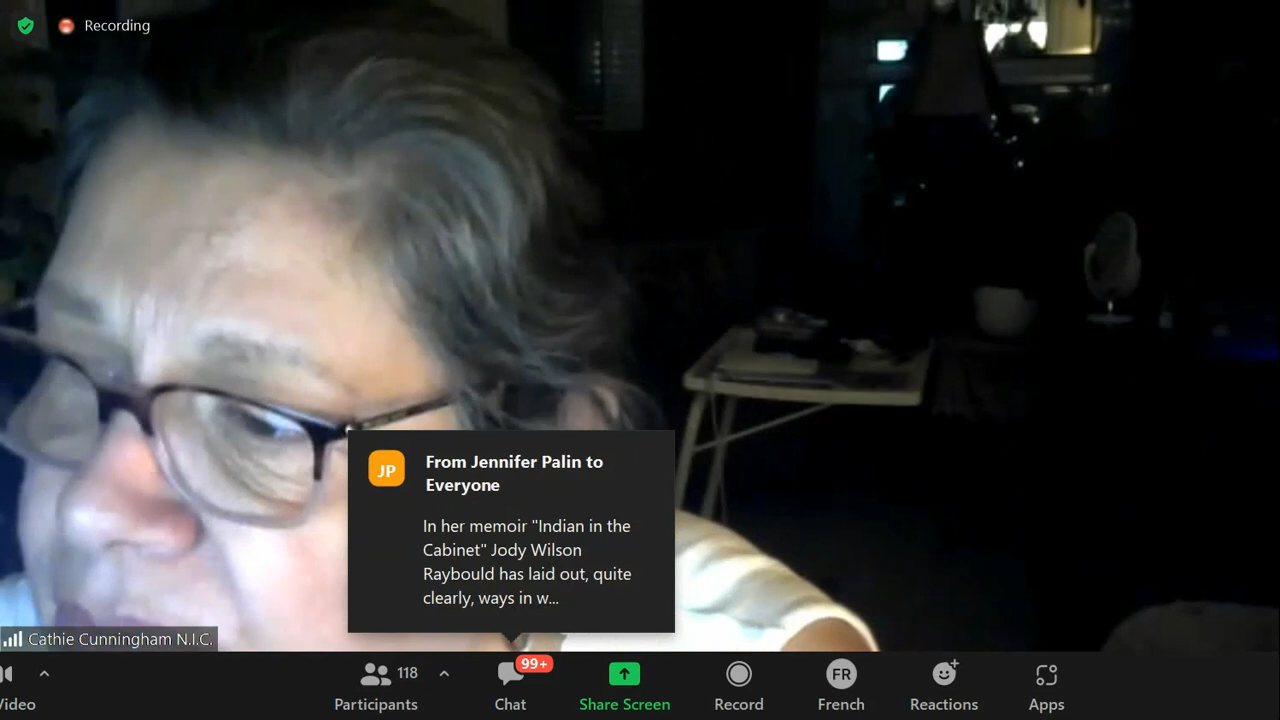 Recording
JP
From Jennifer Palin to
Everyone
In her memoir "Indian in the
Cabinet" Jody Wilson
Raybould has laid out, quite
clearly, ways in w...
Cathie Cunningham N.I.C.
118
99+
FR
Video
Participants
Chat
Share Screen
Record
French
Reactions
Apps